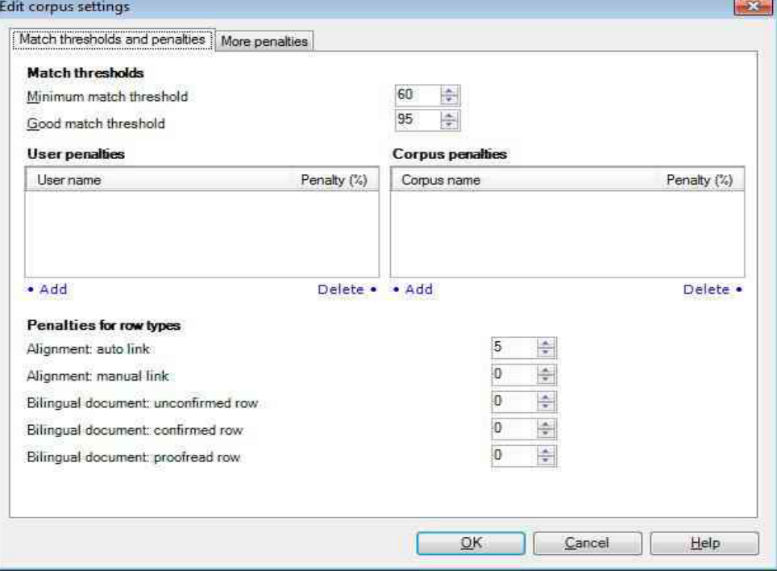 Edit corpus settings
Match thresholds and penalties More penalties
Match thresholds
Minimum match threshold 60
Good match threshold 95
User penalties Corpus penalties
User name Penalty (%) Corpus name Penalty (%)
• Add Delete • • Add Delete •
Penalties for row types
Alignment: auto link 5
Alignment: manual link 0
Bilingual document: unconfirmed row 0
Bilingual document: confirmed row 0
Bilingual document: proofread row 0
OK Cancel Help